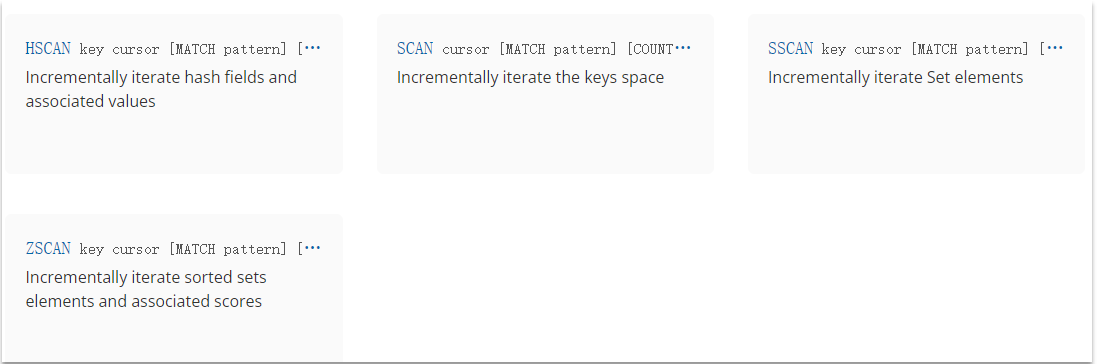 HSCAN key cursor [MATCH pattern] [···
Incrementally iterate hash fields and
associated values
SCAN cursor [MATCH pattern] [COUNT···
Incrementally iterate the keys space
SSCAN key cursor [MATCH pattern] [···
Incrementally iterate Set elements
ZSCAN key cursor [MATCH pattern] [···
Incrementally iterate sorted sets
elements and associated scores